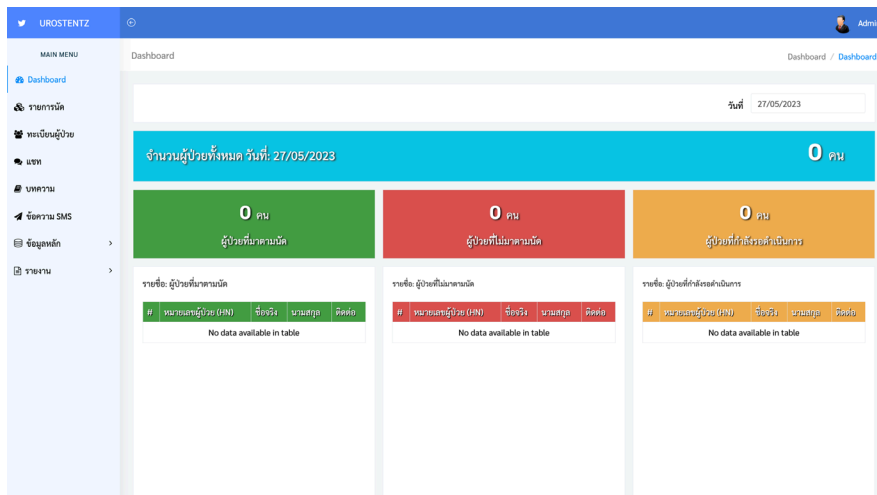 UROSTENTZ
Admi
MAIN MENU
Dashboard
รายการนัด
ทะเบียนผู้ป่วย
แชท
บทความ
ข้อความ SMS
ข้อมูลหลัก
รายงาน
Dashboard
Dashboard / Dashboard
วันที่ 27/05/2023
จำนวนผู้ป่วยทั้งหมด วันที่: 27/05/2023
0 คน
0 คน
ผู้ป่วยที่มาตามนัด
0 คน
ผู้ป่วยที่ไม่มาตามนัด
0 คน
ผู้ป่วยที่กำลังรอดำเนินการ
รายชื่อ: ผู้ป่วยที่มาตามนัด
# หมายเลขผู้ป่วย (HN) ชื่อจริง นามสกุล ติดต่อ
No data available in table
รายชื่อ: ผู้ป่วยที่ไม่มาตามนัด
# หมายเลขผู้ป่วย (HN) ชื่อจริง นามสกุล ติดต่อ
No data available in table
รายชื่อ: ผู้ป่วยที่กำลังรอดำเนินการ
# หมายเลขผู้ป่วย (HN) ชื่อจริง นามสกุล ติดต่อ
No data available in table